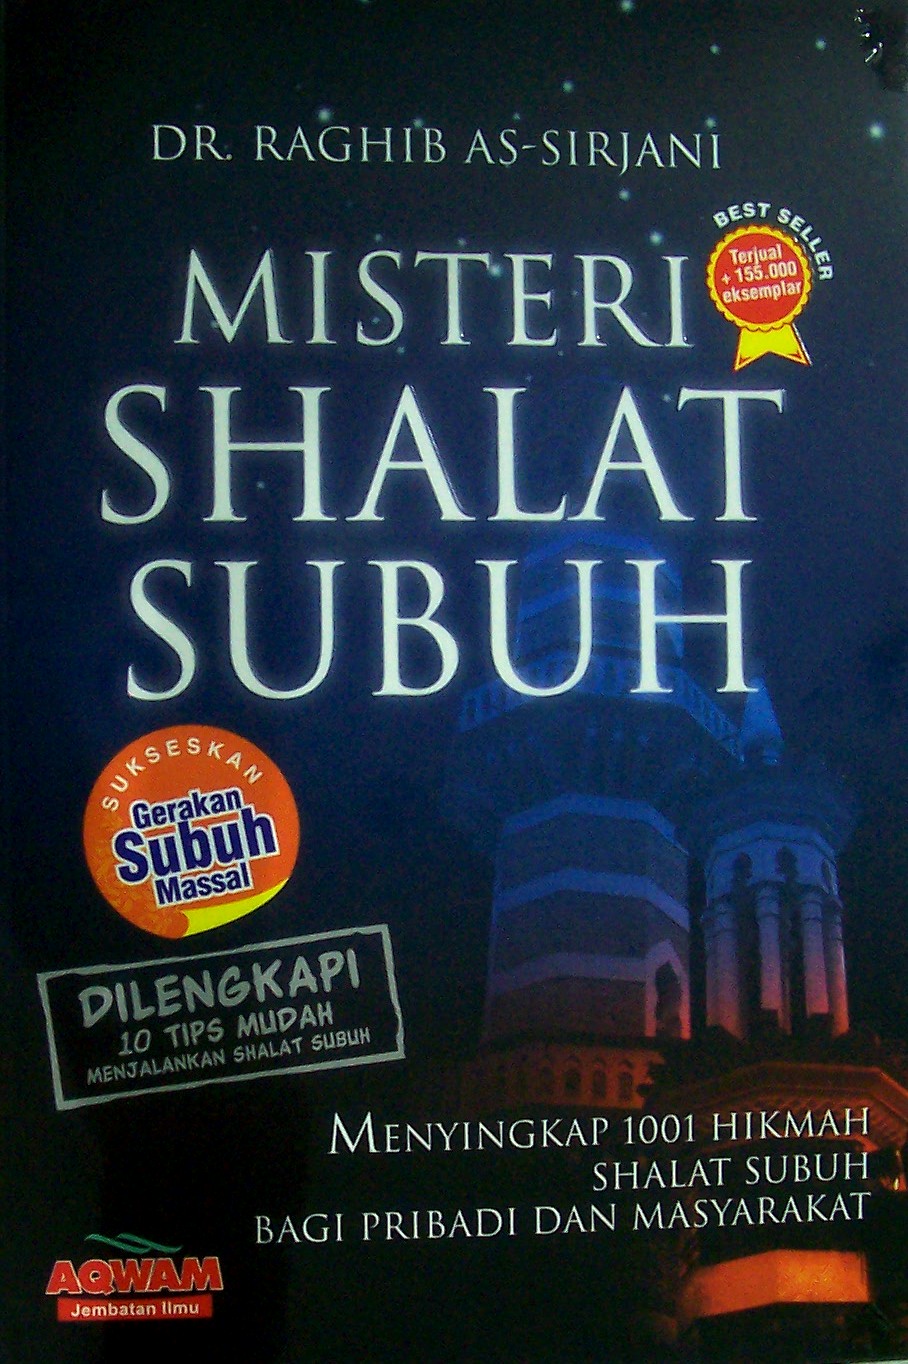 DR. RAGHIB AS-SIRJANI
BEST SELLER
Terjual
+ 155.000
eksemplar
MISTERI
SHALAT
SUBUH
SUKSESKAN
Gerakan
Subuh
Massal
DILENGKAPI
10 TIPS MUDAH
MENJALANKAN SHALAT SUBUH
MENYINGKAP 1001 HIKMAH
SHALAT SUBUH
BAGI PRIBADI DAN MASYARAKAT
AQWAM
Jembatan Ilmu